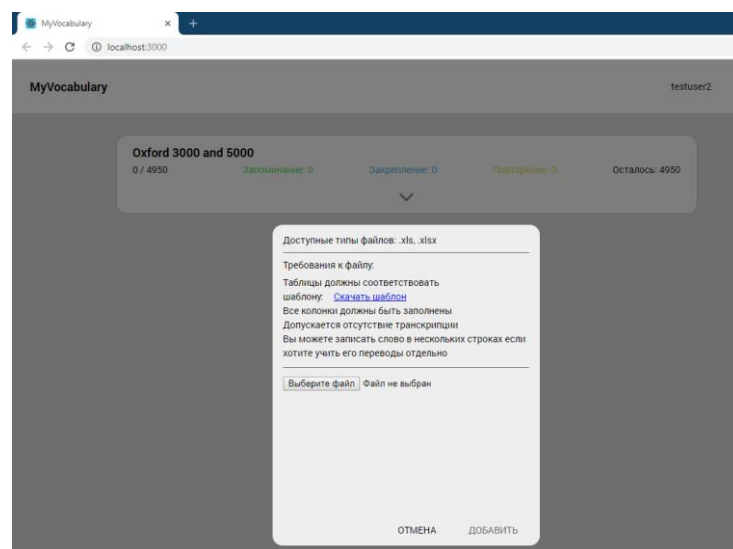 MyVocabulary
localhost:3000
MyVocabulary testuser2
Oxford 3000 and 5000
0 / 4950 Запоминание: 0 Закрепление: 0 Повторение: 0 Осталось: 4950
Доступные типы файлов: .xls, .xlsx
Требования к файлу:
Таблицы должны соответствовать
шаблону: Скачать шаблон
Все колонки должны быть заполнены
Допускается отсутствие транскрипции
Вы можете записать слово в нескольких строках если
хотите учить его переводы отдельно
Выберите файл Файл не выбран
ОТМЕНА ДОБАВИТЬ